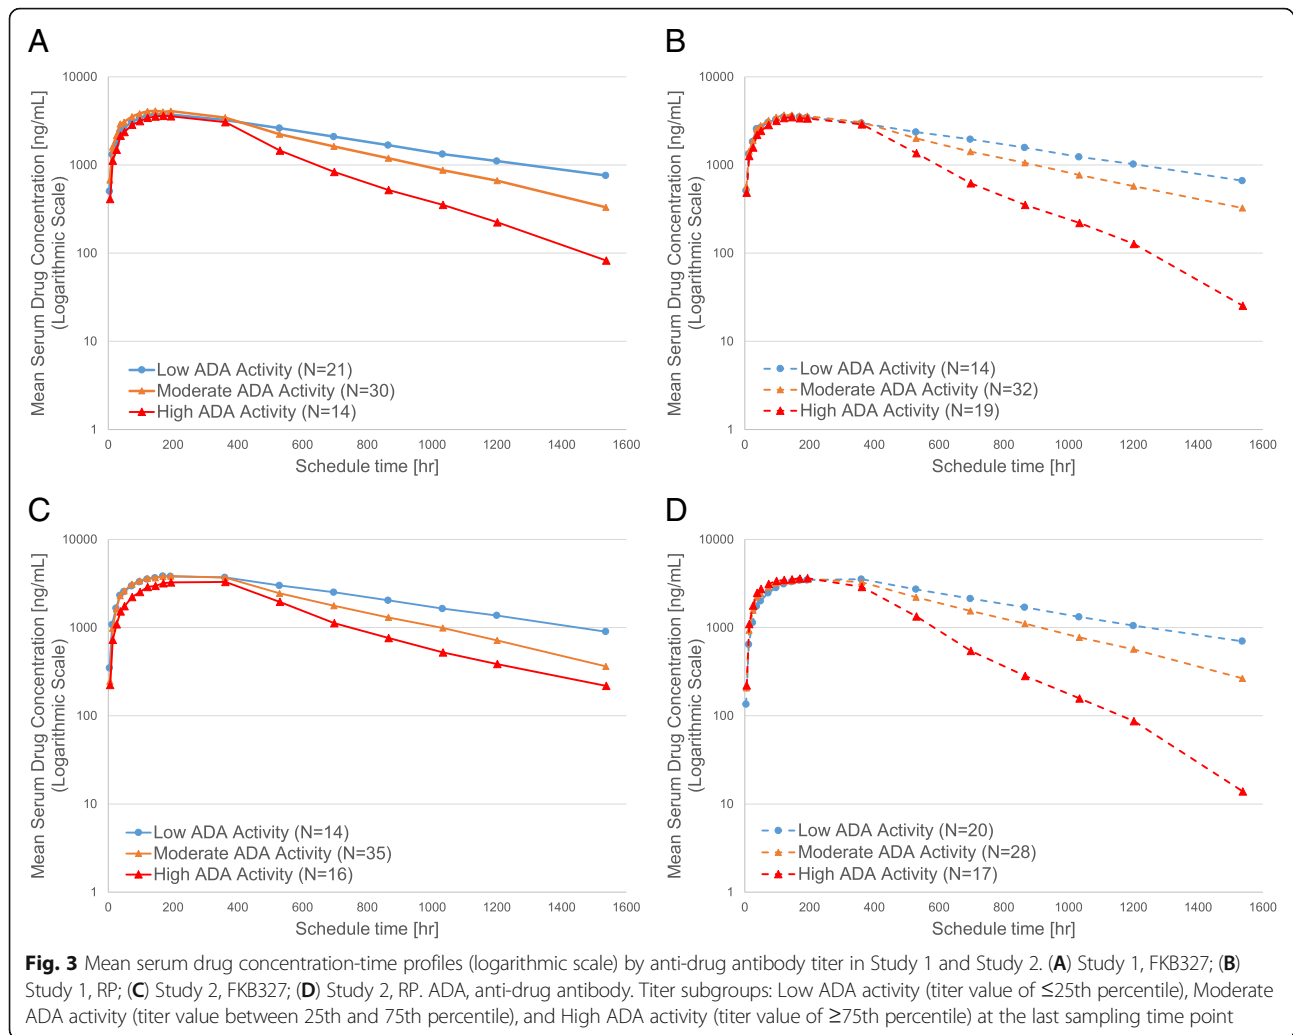 A
Mean Serum Drug Concentration [ng/mL]
(Logarithmic Scale)
10000
1000
100
10
1
Low ADA Activity (N=21)
Moderate ADA Activity (N=30)
High ADA Activity (N=14)
0 200 400 600 800 1000 1200 1400 1600
Schedule time [hr]
B
Mean Serum Drug Concentration [ng/mL]
(Logarithmic Scale)
10000
1000
100
10
1
Low ADA Activity (N=14)
Moderate ADA Activity (N=32)
High ADA Activity (N=19)
0 200 400 600 800 1000 1200 1400 1600
Schedule time [hr]
C
Mean Serum Drug Concentration [ng/mL]
(Logarithmic Scale)
10000
1000
100
10
1
Low ADA Activity (N=14)
Moderate ADA Activity (N=35)
High ADA Activity (N=16)
0 200 400 600 800 1000 1200 1400 1600
Schedule time [hr]
D
Mean Serum Drug Concentration [ng/mL]
(Logarithmic Scale)
10000
1000
100
10
1
Low ADA Activity (N=20)
Moderate ADA Activity (N=28)
High ADA Activity (N=17)
0 200 400 600 800 1000 1200 1400 1600
Schedule time [hr]
Fig. 3 Mean serum drug concentration-time profiles (logarithmic scale) by anti-drug antibody titer in Study 1 and Study 2. (A) Study 1, FKB327; (B)
Study 1, RP; (C) Study 2, FKB327; (D) Study 2, RP. ADA, anti-drug antibody. Titer subgroups: Low ADA activity (titer value of ≤25th percentile), Moderate
ADA activity (titer value between 25th and 75th percentile), and High ADA activity (titer value of ≥75th percentile) at the last sampling time point